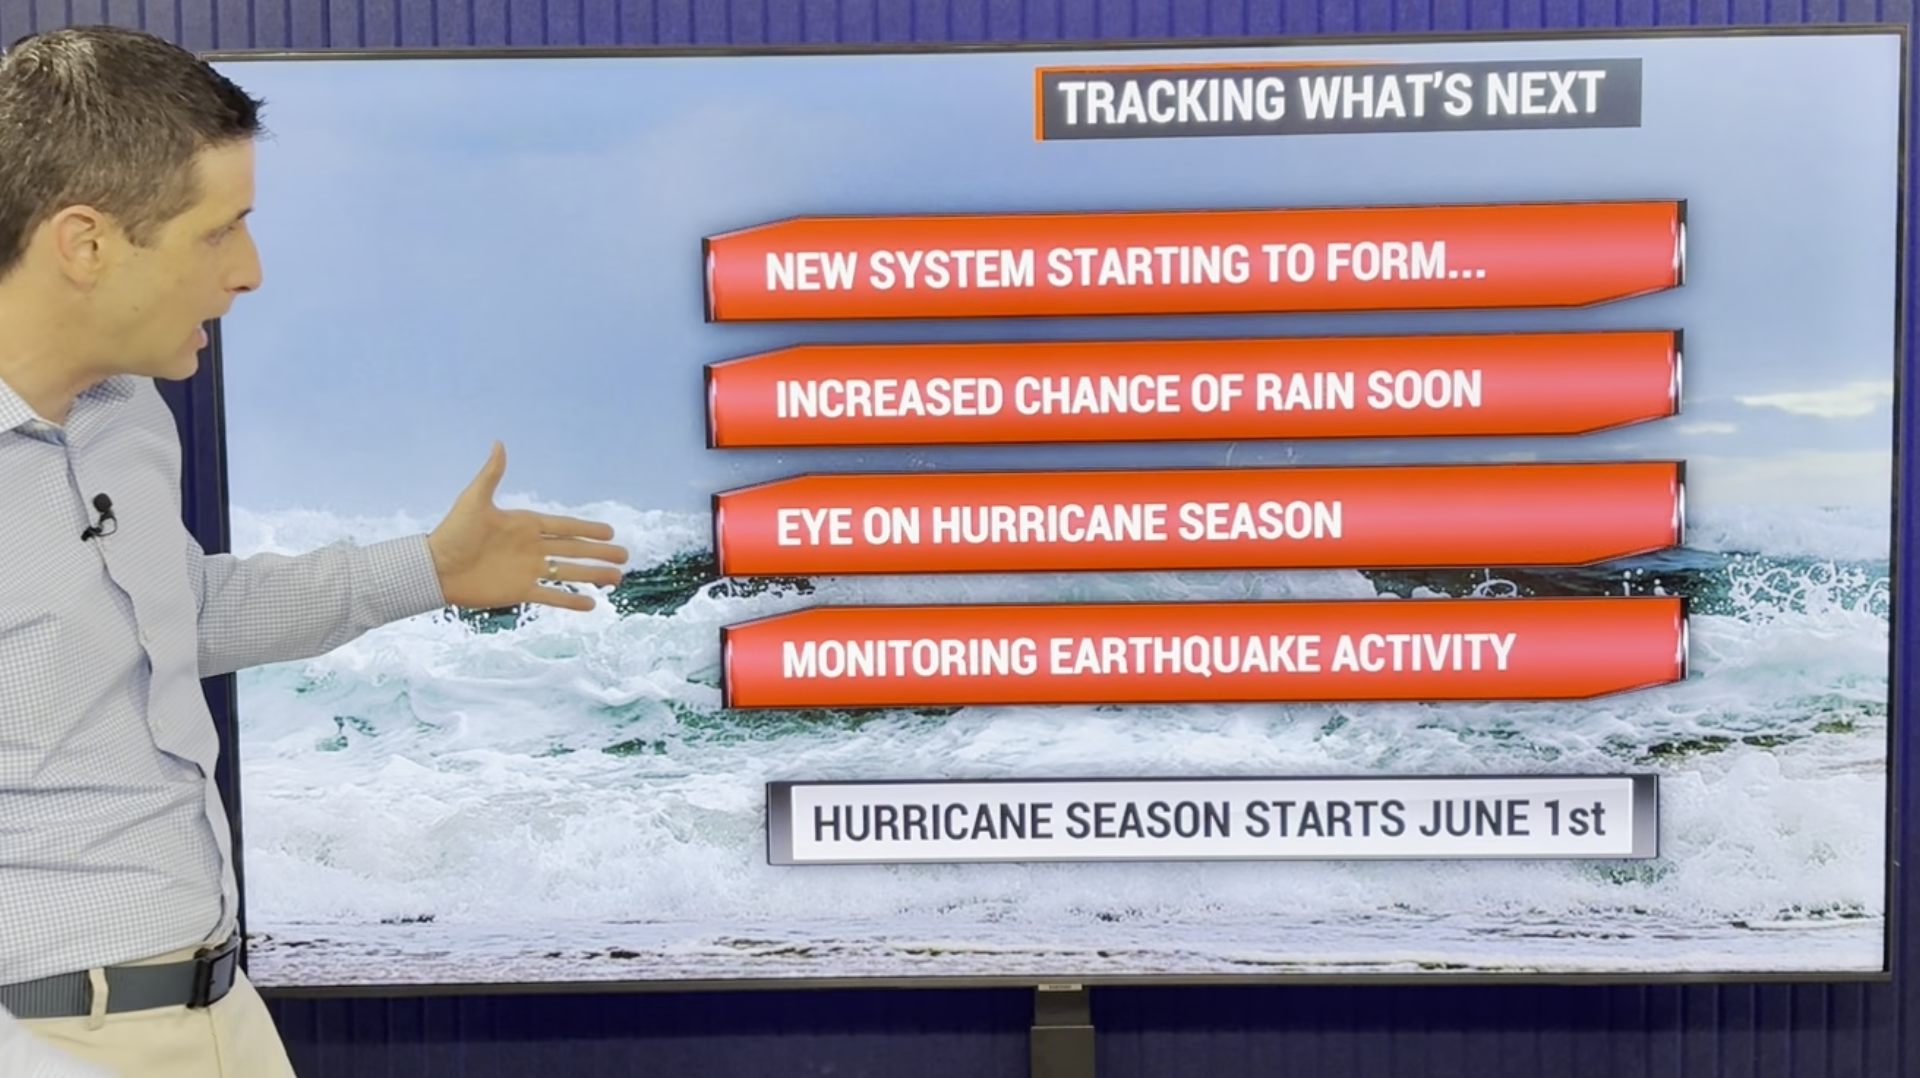 TRACKING WHAT'S NEXT
NEW SYSTEM STARTING TO FORM...
INCREASED CHANCE OF RAIN SOON
EYE ON HURRICANE SEASON
MONITORING EARTHQUAKE ACTIVITY
HURRICANE SEASON STARTS JUNE 1st